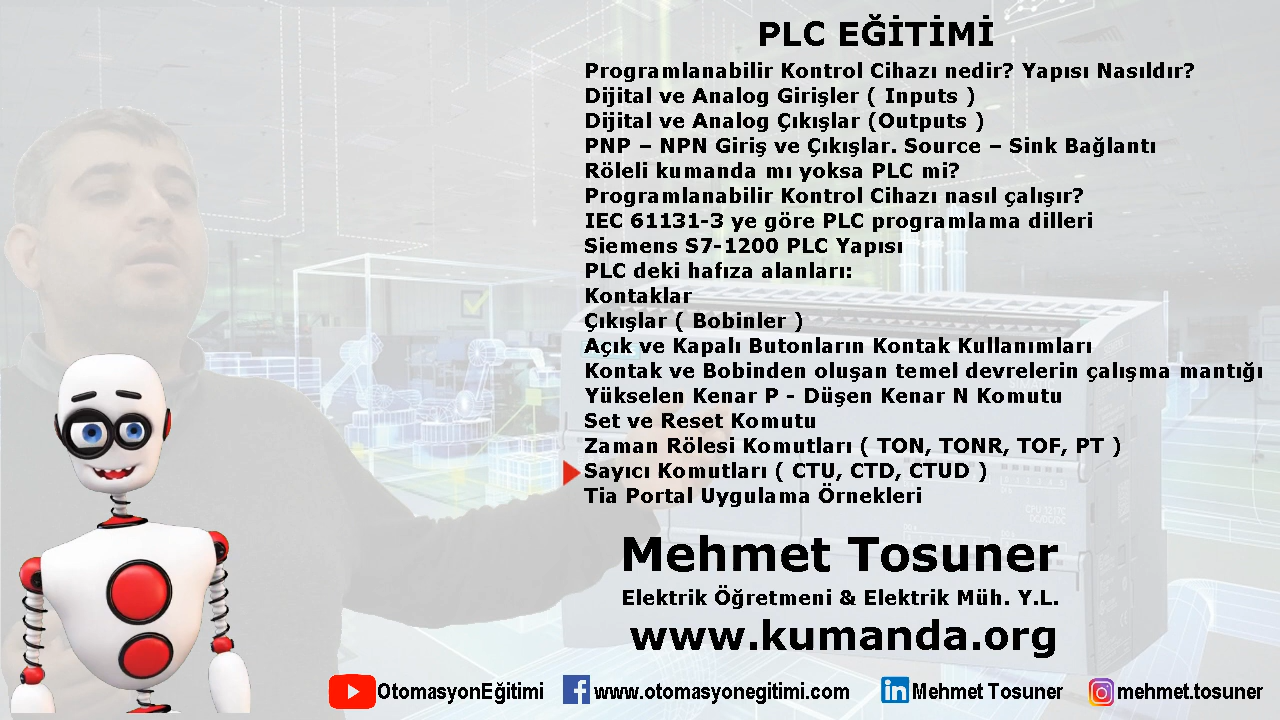 PLC EĞİTİMİ
Programlanabilir Kontrol Cihazı nedir? Yapısı Nasıldır?
Dijital ve Analog Girişler ( Inputs )
Dijital ve Analog Çıkışlar (Outputs )
PNP – NPN Giriş ve Çıkışlar. Source – Sink Bağlantı
Röleli kumanda mı yoksa PLC mi?
Programlanabilir Kontrol Cihazı nasıl çalışır?
IEC 61131-3 ye göre PLC programlama dilleri
Siemens S7-1200 PLC Yapısı
PLC deki hafıza alanları:
Kontaklar
Çıkışlar ( Bobinler )
Açık ve Kapalı Butonların Kontak Kullanımları
Kontak ve Bobinden oluşan temel devrelerin çalışma mantığı
Yükselen Kenar P - Düşen Kenar N Komutu
Set ve Reset Komutu
Zaman Rölesi Komutları ( TON, TONR, TOF, PT )
Sayıcı Komutları ( CTU, CTD, CTUD )
Tia Portal Uygulama Örnekleri
Mehmet Tosuner
Elektrik Öğretmeni & Elektrik Müh. Y.L.
www.kumanda.org
OtomasyonEğitimi
www.otomasyonegitimi.com
in Mehmet Tosuner
mehmet.tosuner